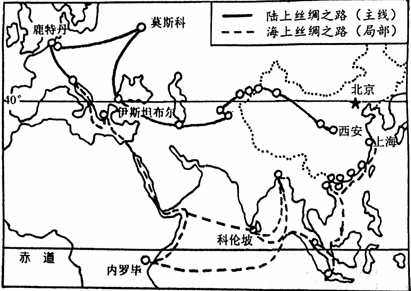 陆上丝绸之路（主线）
海上丝绸之路（局部）
鹿特丹
莫斯科
40°
伊斯坦布尔
北京
西安
上海
科伦坡
赤道
内罗毕